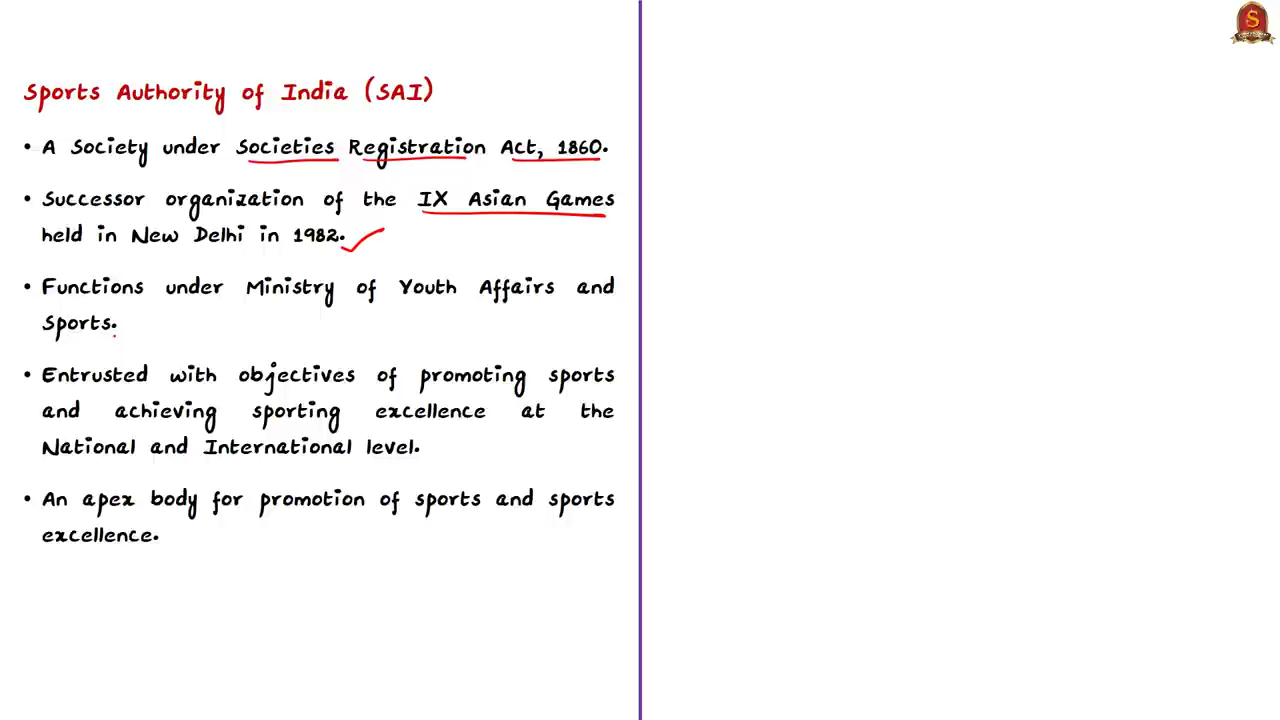 Sports Authority of India (SAI)
• A Society under Societies Registration Act, 1860.
• Successor organization of the IX Asian Games
held in New Delhi in 1982.
• Functions under Ministry of Youth Affairs and
Sports.
• Entrusted with objectives of promoting sports
and achieving sporting excellence at the
National and International level.
• An apex body for promotion of sports and sports
excellence.
S